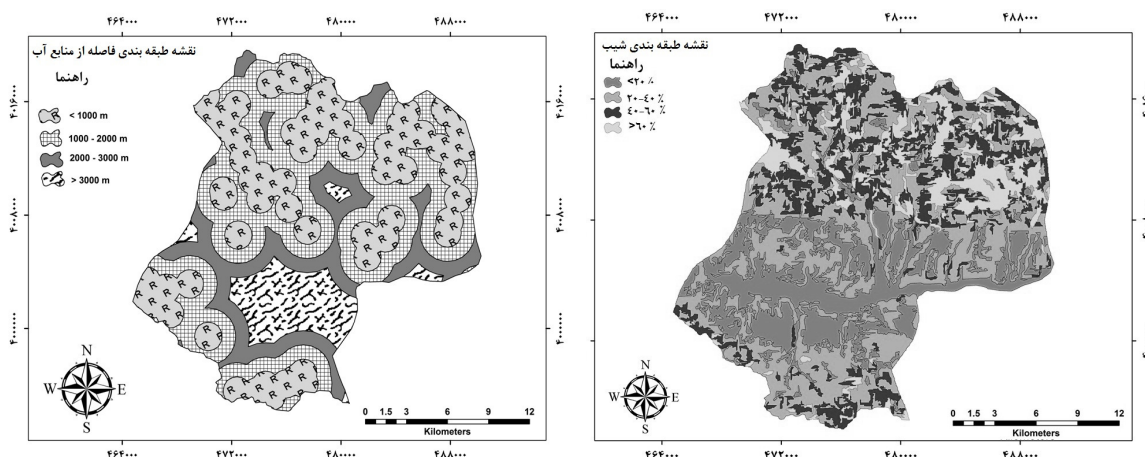 ۴۶۴۰۰۰ ۴۷۲۰۰۰ ۴۸۰۰۰۰ ۴۸۸۰۰۰
نقشه طبقه بندی فاصله از منابع آب
راهنما
< 1000 m
1000 - 2000 m
2000 - 3000 m
> 3000 m
۴۰۱۶۰۰۰
۴۰۰۸۰۰۰
۴۰۰۰۰۰۰
N
W E
S
0 1.5 3 6 9 12
Kilometers
۴۶۴۰۰۰ ۴۷۲۰۰۰ ۴۸۰۰۰۰ ۴۸۸۰۰۰
۴۶۴۰۰۰ ۴۷۲۰۰۰ ۴۸۰۰۰۰ ۴۸۸۰۰۰
نقشه طبقه بندی شیب
راهنما
<۲۰ %
۲۰-۴۰ %
۴۰-۶۰ %
>۶۰ %
N
W E
S
0 1.5 3 6 9 12
Kilometers
۴۶۴۰۰۰ ۴۷۲۰۰۰ ۴۸۰۰۰۰ ۴۸۸۰۰۰